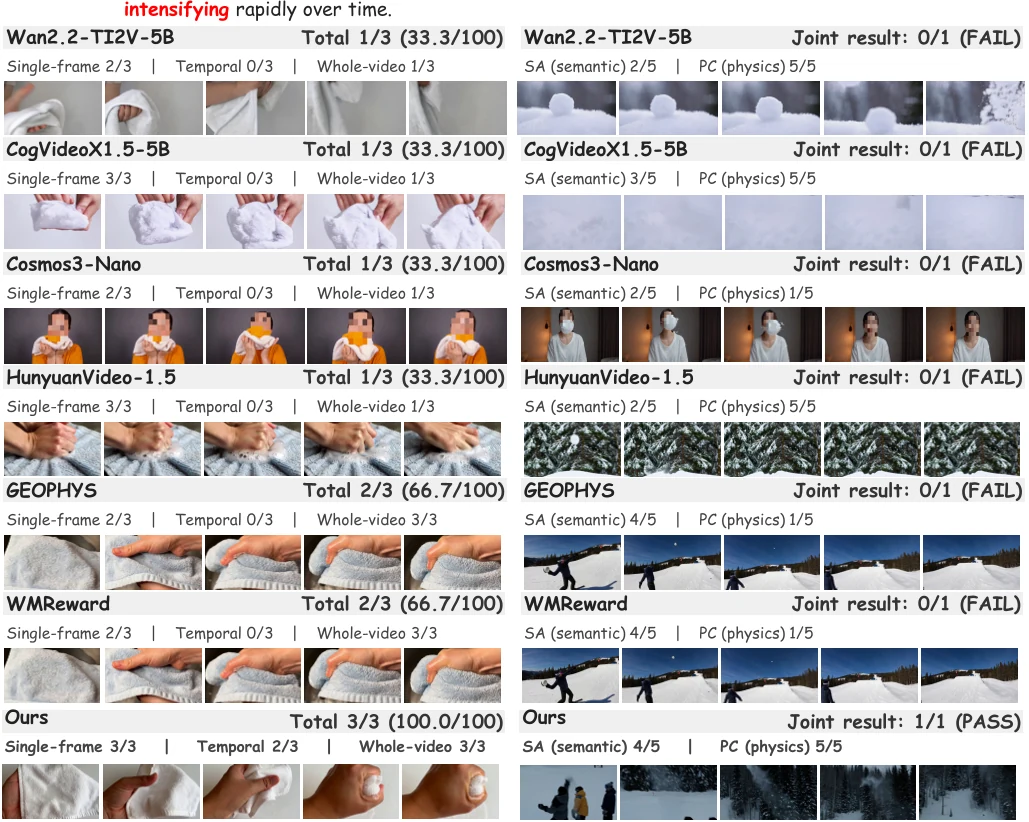 intensifying rapidly over time.
Wan2.2-TI2V-5B Total 1/3 (33.3/100)
Single-frame 2/3 | Temporal 0/3 | Whole-video 1/3
CogVideoX1.5-5B Total 1/3 (33.3/100)
Single-frame 3/3 | Temporal 0/3 | Whole-video 1/3
Cosmos3-Nano Total 1/3 (33.3/100)
Single-frame 2/3 | Temporal 0/3 | Whole-video 1/3
HunyuanVideo-1.5 Total 1/3 (33.3/100)
Single-frame 3/3 | Temporal 0/3 | Whole-video 1/3
GEOPHYS Total 2/3 (66.7/100)
Single-frame 2/3 | Temporal 0/3 | Whole-video 3/3
WMReward Total 2/3 (66.7/100)
Single-frame 2/3 | Temporal 0/3 | Whole-video 3/3
Ours Total 3/3 (100.0/100)
Single-frame 3/3 | Temporal 2/3 | Whole-video 3/3
Wan2.2-TI2V-5B Joint result: 0/1 (FAIL)
SA (semantic) 2/5 | PC (physics) 5/5
CogVideoX1.5-5B Joint result: 0/1 (FAIL)
SA (semantic) 3/5 | PC (physics) 5/5
Cosmos3-Nano Joint result: 0/1 (FAIL)
SA (semantic) 2/5 | PC (physics) 1/5
HunyuanVideo-1.5 Joint result: 0/1 (FAIL)
SA (semantic) 2/5 | PC (physics) 5/5
GEOPHYS Joint result: 0/1 (FAIL)
SA (semantic) 4/5 | PC (physics) 1/5
WMReward Joint result: 0/1 (FAIL)
SA (semantic) 4/5 | PC (physics) 1/5
Ours Joint result: 1/1 (PASS)
SA (semantic) 4/5 | PC (physics) 5/5